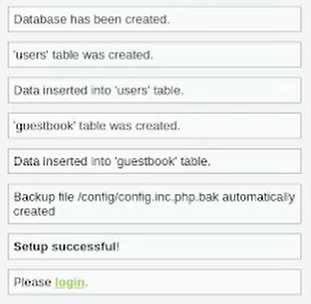 Database has been created.
'users' table was created.
Data inserted into 'users' table.
'guestbook' table was created.
Data inserted into 'guestbook' table.
Backup file /config/config.inc.php.bak automatically
created
Setup successful!
Please login.